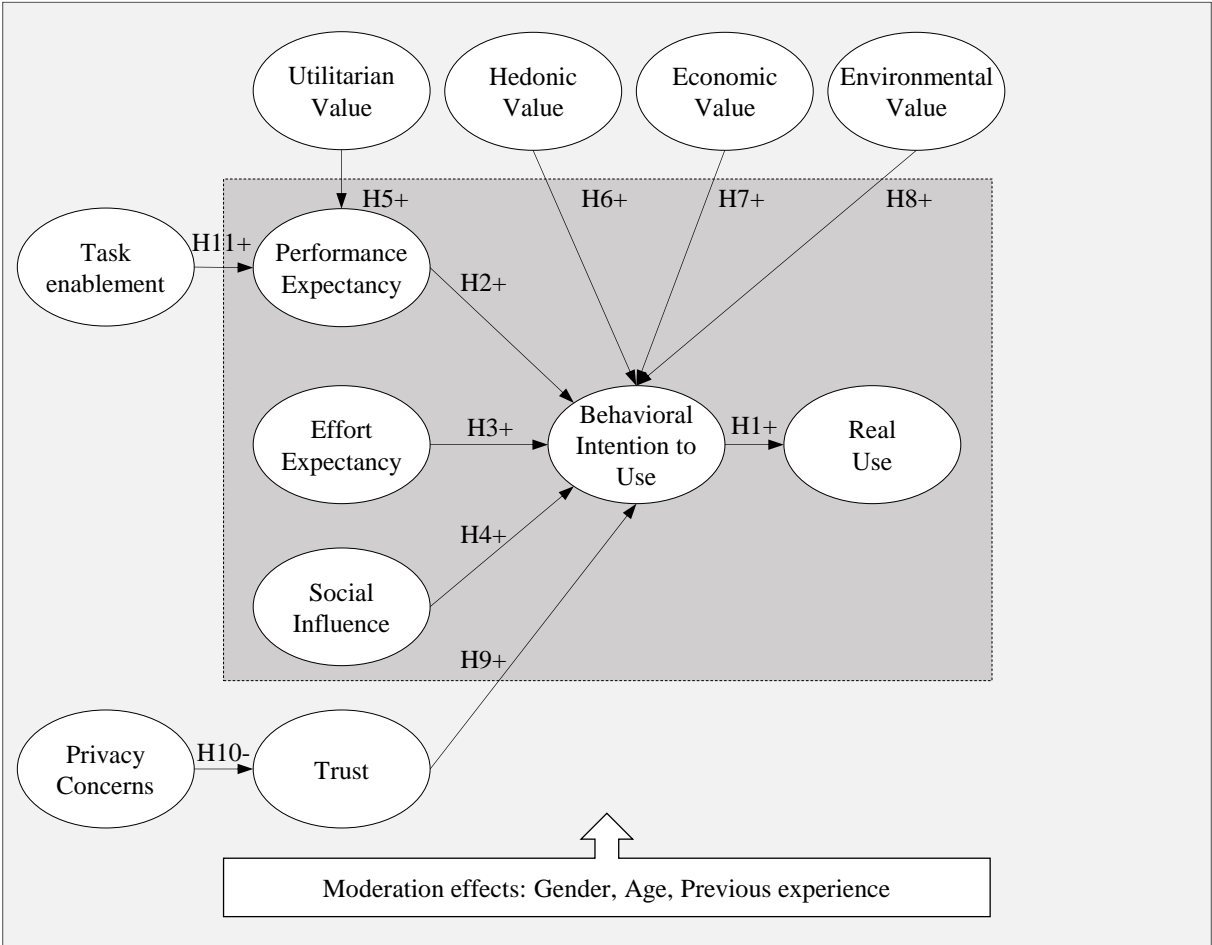 Utilitarian
Value
Hedonic
Value
Economic
Value
Environmental
Value
H5+
H6+
H7+
H8+
Task
enablement
H11+
Performance
Expectancy
H2+
Effort
Expectancy
H3+
Behavioral
Intention to
Use
H1+
Real
Use
H4+
Social
Influence
H9+
Privacy
Concerns
H10-
Trust
Moderation effects: Gender, Age, Previous experience